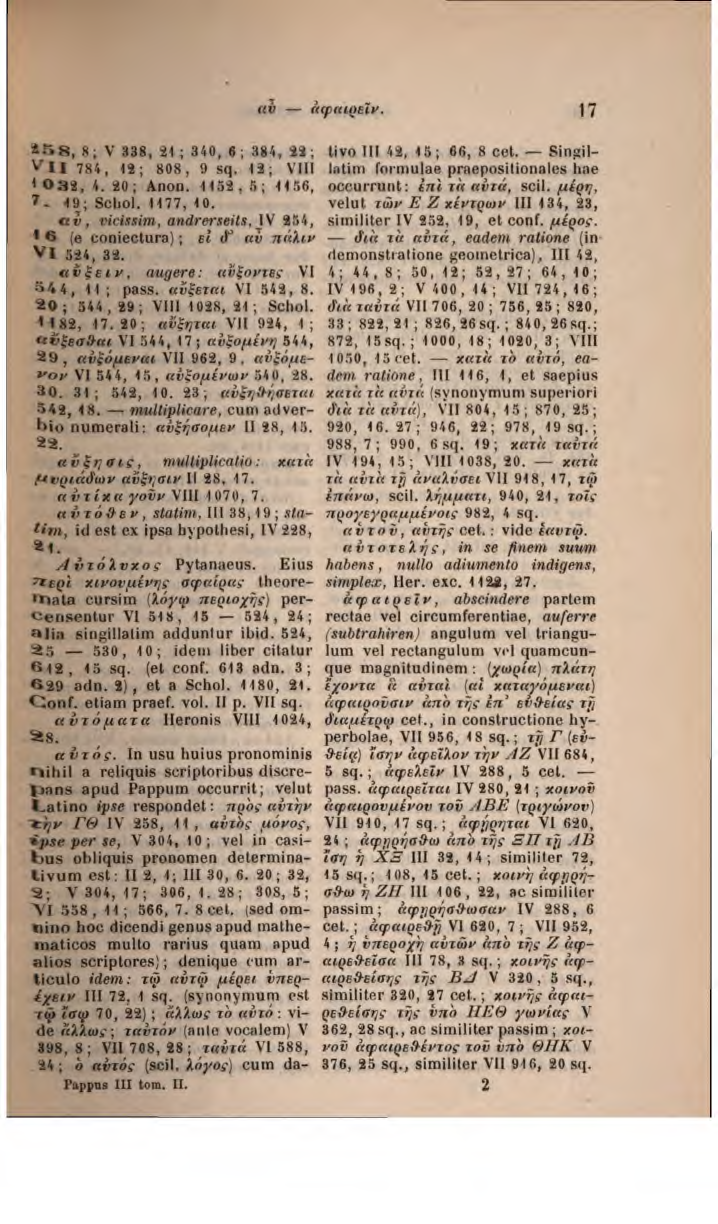 αὖ — ἀφαιρεῖν. 17
258, 8; V 338, 21; 340, 6; 384, 22;
VII 784, 12; 808, 9 sq. 12; VIII
1032, 4. 20; Anon. 1152, 5; 1156,
7. 19; Schol. 1177, 10.
αὖ, vicissim, andrerseits, IV 254,
16 (e coniectura); εἰ δ' αὖ πάλιν
VI 524, 32.
αὔξειν, augere: αὔξοντες VI
544, 11; pass. αὔξεται VI 542, 8.
20; 544, 29; VIII 1028, 21; Schol.
1182, 17. 20; αὔξηται VII 924, 1;
αὔξεσθαι VI 544, 17; αὐξομένη 544,
29, αὐξόμεναι VII 962, 9, αὐξόμε-
νον VI 544, 15, αὐξομένων 540, 28.
30. 31; 542, 10. 23; αὐξηθήσεται
542, 18. — multiplicare, cum adver-
bio numerali: αὐξήσομεν II 28, 15.
22.
αὔξησις, multiplicatio: κατὰ
μυριάδων αὔξησιν II 28, 17.
αὐτίκα γοῦν VIII 1070, 7.
αὐτόθεν, statim, III 38, 19; sta-
tim, id est ex ipsa hypothesi, IV 228,
21.
Αὐτόλυκος Pytanaeus. Eius
περὶ κινουμένης σφαίρας theore-
mata cursim (λόγῳ περιοχῆς) per-
censentur VI 518, 15 — 524, 24;
alia singillatim adduntur ibid. 524,
25 — 530, 10; idem liber citatur
612, 15 sq. (et conf. 613 adn. 3;
629 adn. 2), et a Schol. 1180, 21.
Conf. etiam praef. vol. II p. VII sq.
αὐτόματα Heronis VIII 1024,
28.
αὐτός. In usu huius pronominis
nihil a reliquis scriptoribus discre-
pans apud Pappum occurrit; velut
Latino ipse respondet: πρὸς αὐτὴν
τὴν ΓΘ IV 258, 11, αὐτὸς μόνος,
ipse per se, V 304, 10; vel in casi-
bus obliquis pronomen determina-
tivum est: II 2, 1; III 30, 6. 20; 32,
2; V 304, 17; 306, 1. 28; 308, 5;
VI 558, 11; 566, 7. 8 cet. (sed om-
nino hoc dicendi genus apud mathe-
maticos multo rarius quam apud
alios scriptores); denique cum ar-
ticulo idem: τῷ αὐτῷ μέρει ὑπερ-
έχειν III 72, 1 sq. (synonymum est
τῷ ἴσῳ 70, 22); ἄλλως τὸ αὐτό: vi-
de ἄλλως; ταὐτόν (ante vocalem) V
398, 8; VII 708, 28; ταὐτά VI 588,
24; ὁ αὐτός (scil. λόγος) cum da-
Pappus III tom. II.
tivo III 42, 15; 66, 8 cet. — Singil-
latim formulae praepositionales hae
occurrunt: ἐπὶ τὰ αὐτά, scil. μέρη,
velut τῶν Ε Ζ κέντρων III 134, 23,
similiter IV 252, 19, et conf. μέρος.
— διὰ τὰ αὐτά, eadem ratione (in
demonstratione geometrica), III 42,
4; 44, 8; 50, 12; 52, 27; 64, 10;
IV 196, 2; V 400, 14; VII 724, 16;
διὰ ταὐτά VII 706, 20; 756, 25; 820,
33; 822, 21; 826, 26 sq.; 840, 26 sq.;
872, 15 sq.; 1000, 18; 1020, 3; VIII
1050, 15 cet. — κατὰ τὸ αὐτό, ea-
dem ratione, III 116, 1, et saepius
κατὰ τὰ αὐτά (synonymum superiori
διὰ τὰ αὐτά), VII 804, 15; 870, 25;
920, 16. 27; 946, 22; 978, 19 sq.;
988, 7; 990, 6 sq. 19; κατὰ ταὐτά
IV 194, 15; VIII 1038, 20. — κατὰ
τὰ αὐτὰ τῇ ἀναλύσει VII 918, 17, τῷ
ἐπάνω, scil. λήμματι, 940, 21, τοῖς
προγεγραμμένοις 982, 4 sq.
αὑτοῦ, αὑτῆς cet.: vide ἑαυτῷ.
αὐτοτελής, in se finem suum
habens, nullo adiumento indigens,
simplex, Her. exc. 1122, 27.
ἀφαιρεῖν, abscindere partem
rectae vel circumferentiae, auferre
(subtrahiren) angulum vel triangu-
lum vel rectangulum vel quamcun-
que magnitudinem: (χωρία) πλάτη
ἔχοντα ἃ αὗται (αἱ καταγόμεναι)
ἀφαιροῦσιν ἀπὸ τῆς ἐπ' εὐθείας τῇ
διαμέτρῳ cet., in constructione hy-
perbolae, VII 956, 18 sq.; τῇ Γ (εὐ-
θείᾳ) ἴσην ἀφεῖλον τὴν ΑΖ VII 684,
5 sq.; ἀφελεῖν IV 288, 5 cet. —
pass. ἀφαιρεῖται IV 280, 21; κοινοῦ
ἀφαιρουμένου τοῦ ΑΒΕ (τριγώνου)
VII 910, 17 sq.; ἀφῄρηται VI 620,
24; ἀφῃρήσθω ἀπὸ τῆς ΞΠ τῇ ΑΒ
ἴση ἡ ΧΞ III 32, 14; similiter 72,
15 sq.; 108, 15 cet.; κοινὴ ἀφῃρή-
σθω ἡ ΖΗ III 106, 22, ac similiter
passim; ἀφῃρήσθωσαν IV 288, 6
cet.; ἀφαιρεθῇ VI 620, 7; VII 952,
4; ἡ ὑπεροχὴ αὐτῶν ἀπὸ τῆς Ζ ἀφ-
αιρεθεῖσα III 78, 3 sq.; κοινῆς ἀφ-
αιρεθείσης τῆς ΒΔ V 320, 5 sq.,
similiter 320, 27 cet.; κοινῆς ἀφαι-
ρεθείσης τῆς ὑπὸ ΗΕΘ γωνίας V
362, 28 sq., ac similiter passim; κοι-
νοῦ ἀφαιρεθέντος τοῦ ὑπὸ ΘΗΚ V
376, 25 sq., similiter VII 916, 20 sq.
2